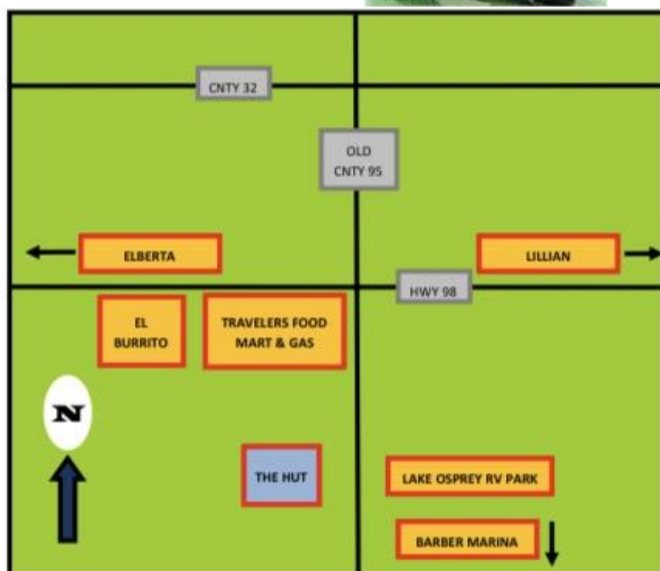 CNTY 32
OLD
CNTY 95
ELBERTA
LILLIAN
HWY 98
EL
BURRITO
TRAVELERS FOOD
MART & GAS
N
THE HUT
LAKE OSPREY RV PARK
BARBER MARINA